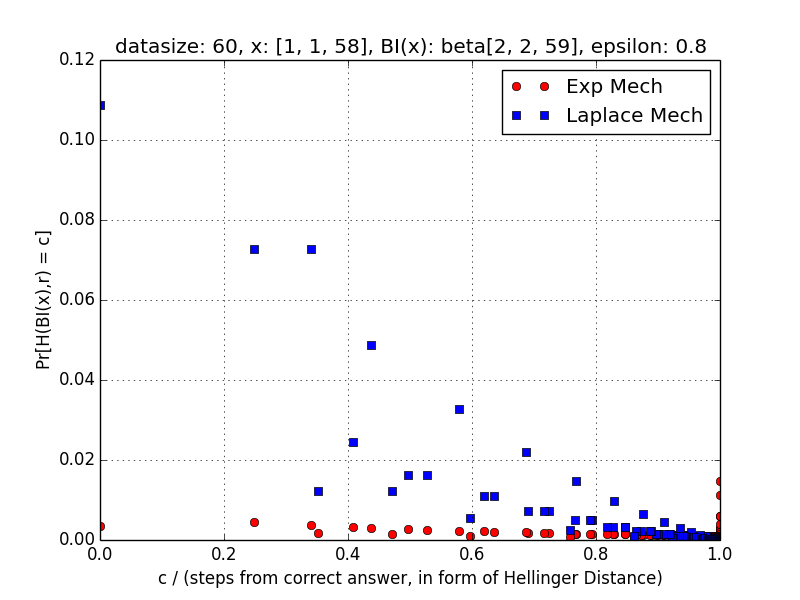 datasize: 60, x: [1, 1, 58], BI(x): beta[2, 2, 59], epsilon: 0.8
Exp Mech
Laplace Mech
Pr[H(BI(x),r) = c]
0.12
0.10
0.08
0.06
0.04
0.02
0.00
0.0 0.2 0.4 0.6 0.8 1.0
c / (steps from correct answer, in form of Hellinger Distance)